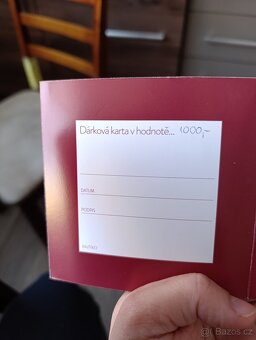 Dárková karta v hodnotě... 1000,-
DATUM
PODPIS
© Bazos.cz